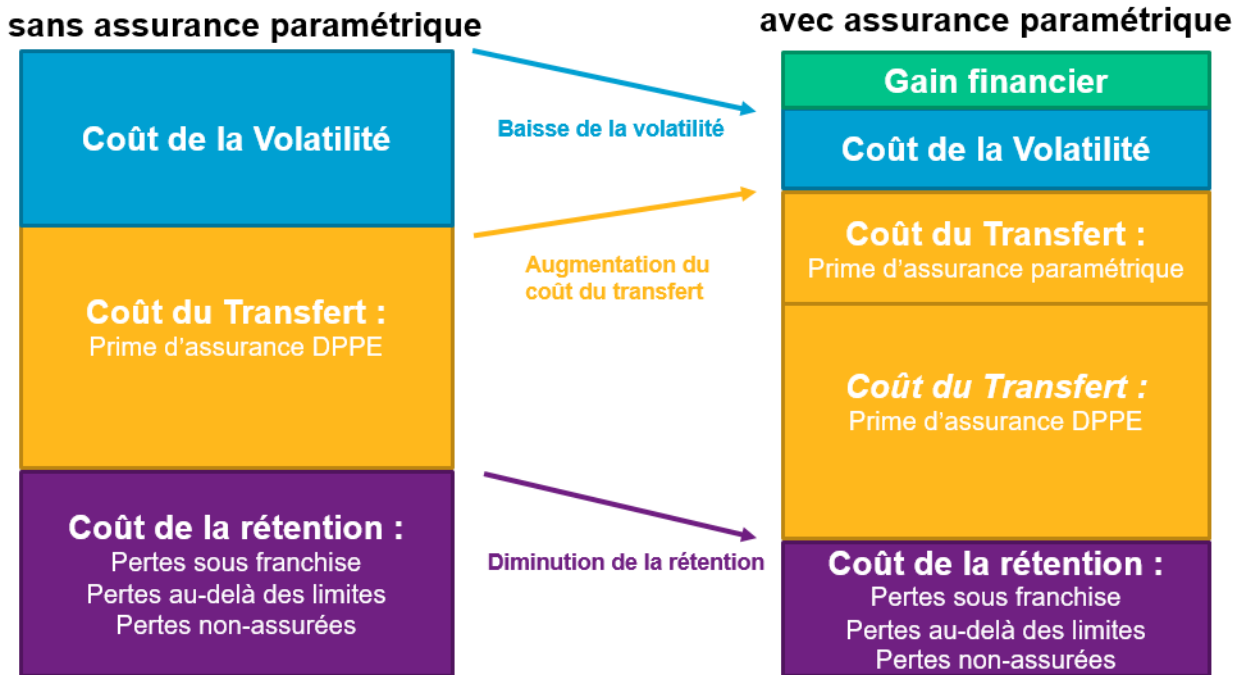 sans assurance paramétrique
Coût de la Volatilité
Coût du Transfert :
Prime d'assurance DPPE
Coût de la rétention :
Pertes sous franchise
Pertes au-delà des limites
Pertes non-assurées
Baisse de la volatilité
Augmentation du
coût du transfert
Diminution de la rétention
avec assurance paramétrique
Gain financier
Coût de la Volatilité
Coût du Transfert :
Prime d'assurance paramétrique
Coût du Transfert :
Prime d'assurance DPPE
Coût de la rétention :
Pertes sous franchise
Pertes au-delà des limites
Pertes non-assurées